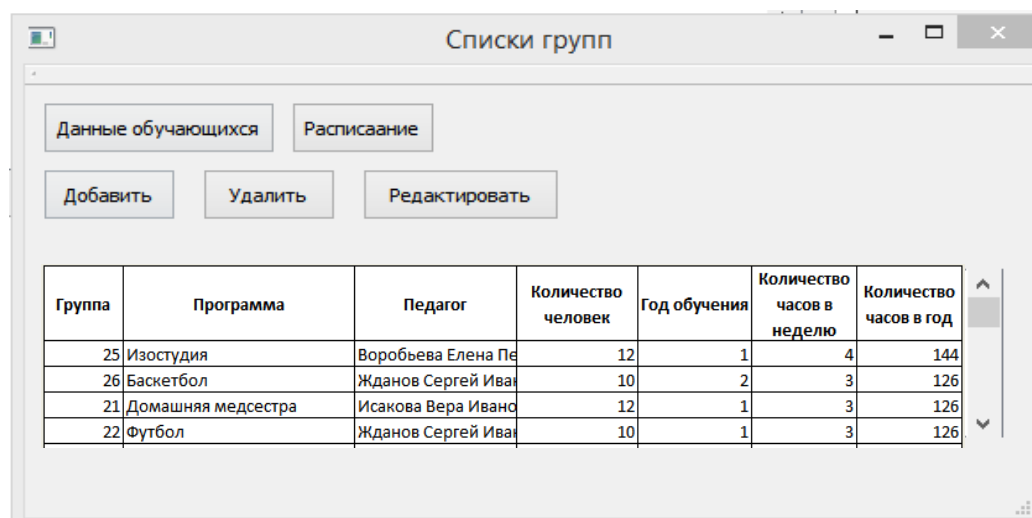 Списки групп
Данные обучающихся Расписаание
Добавить Удалить Редактировать
Группа Программа Педагог Количество человек Год обучения Количество часов в неделю Количество часов в год
25 Изостудия Воробьева Елена Пе 12 1 4 144
26 Баскетбол Жданов Сергей Иван 10 2 3 126
21 Домашняя медсестра Исакова Вера Ивано 12 1 3 126
22 Футбол Жданов Сергей Иван 10 1 3 126